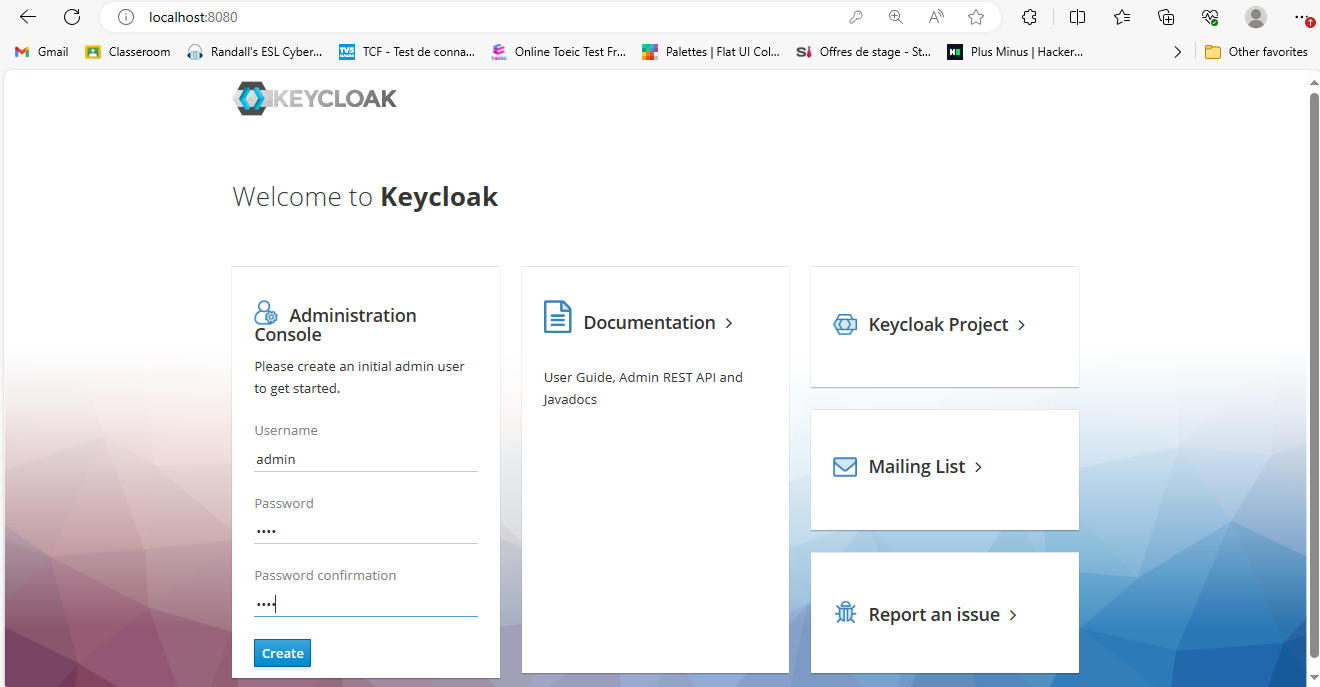 localhost:8080
Gmail
Classeroom
Randall's ESL Cyber...
TCF - Test de conna...
Online Toeic Test Fr...
Palettes | Flat UI Col...
Offres de stage - St...
Plus Minus | Hacker...
Other favorites
KEYCLOAK
Welcome to Keycloak
Administration
Console
Please create an initial admin user
to get started.
Username
admin
Password
••••
Password confirmation
••••
Create
Documentation
User Guide, Admin REST API and
Javadocs
Keycloak Project
Mailing List
Report an issue